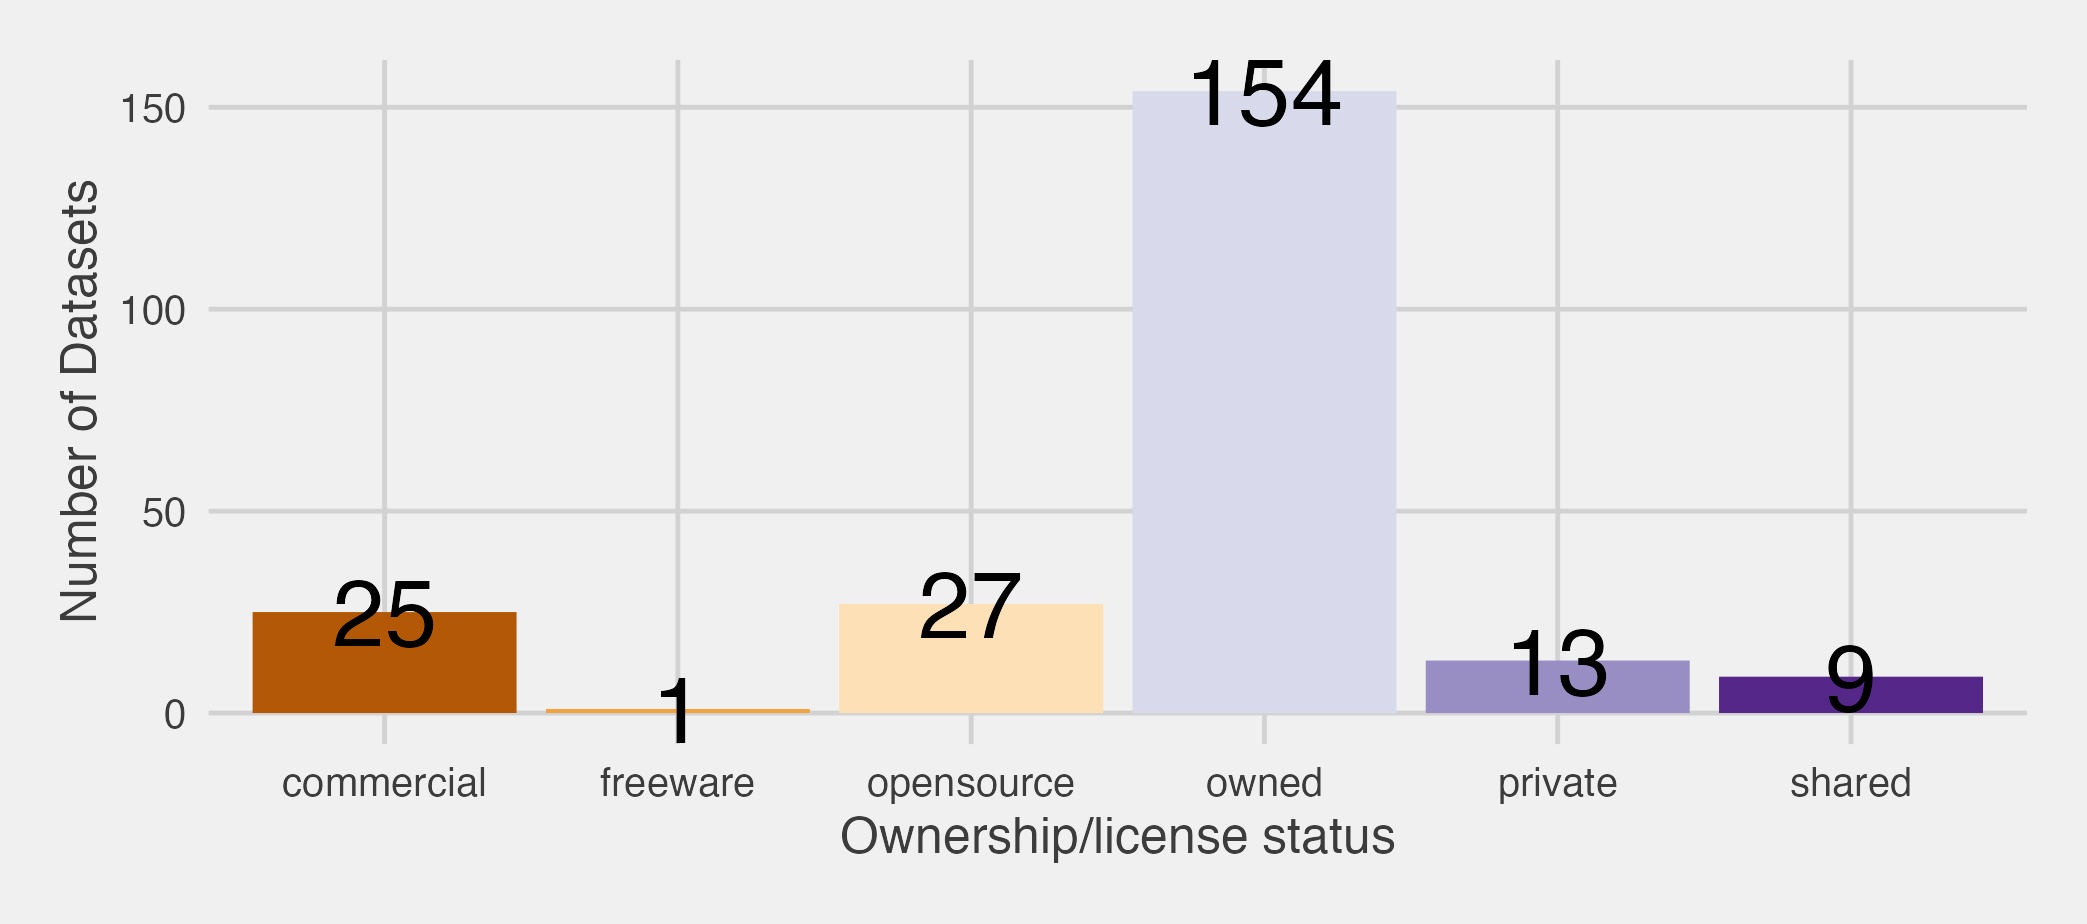 Number of Datasets
150
100
50
0
25
1
27
154
13
9
commercial
freeware
opensource
owned
private
shared
Ownership/license status